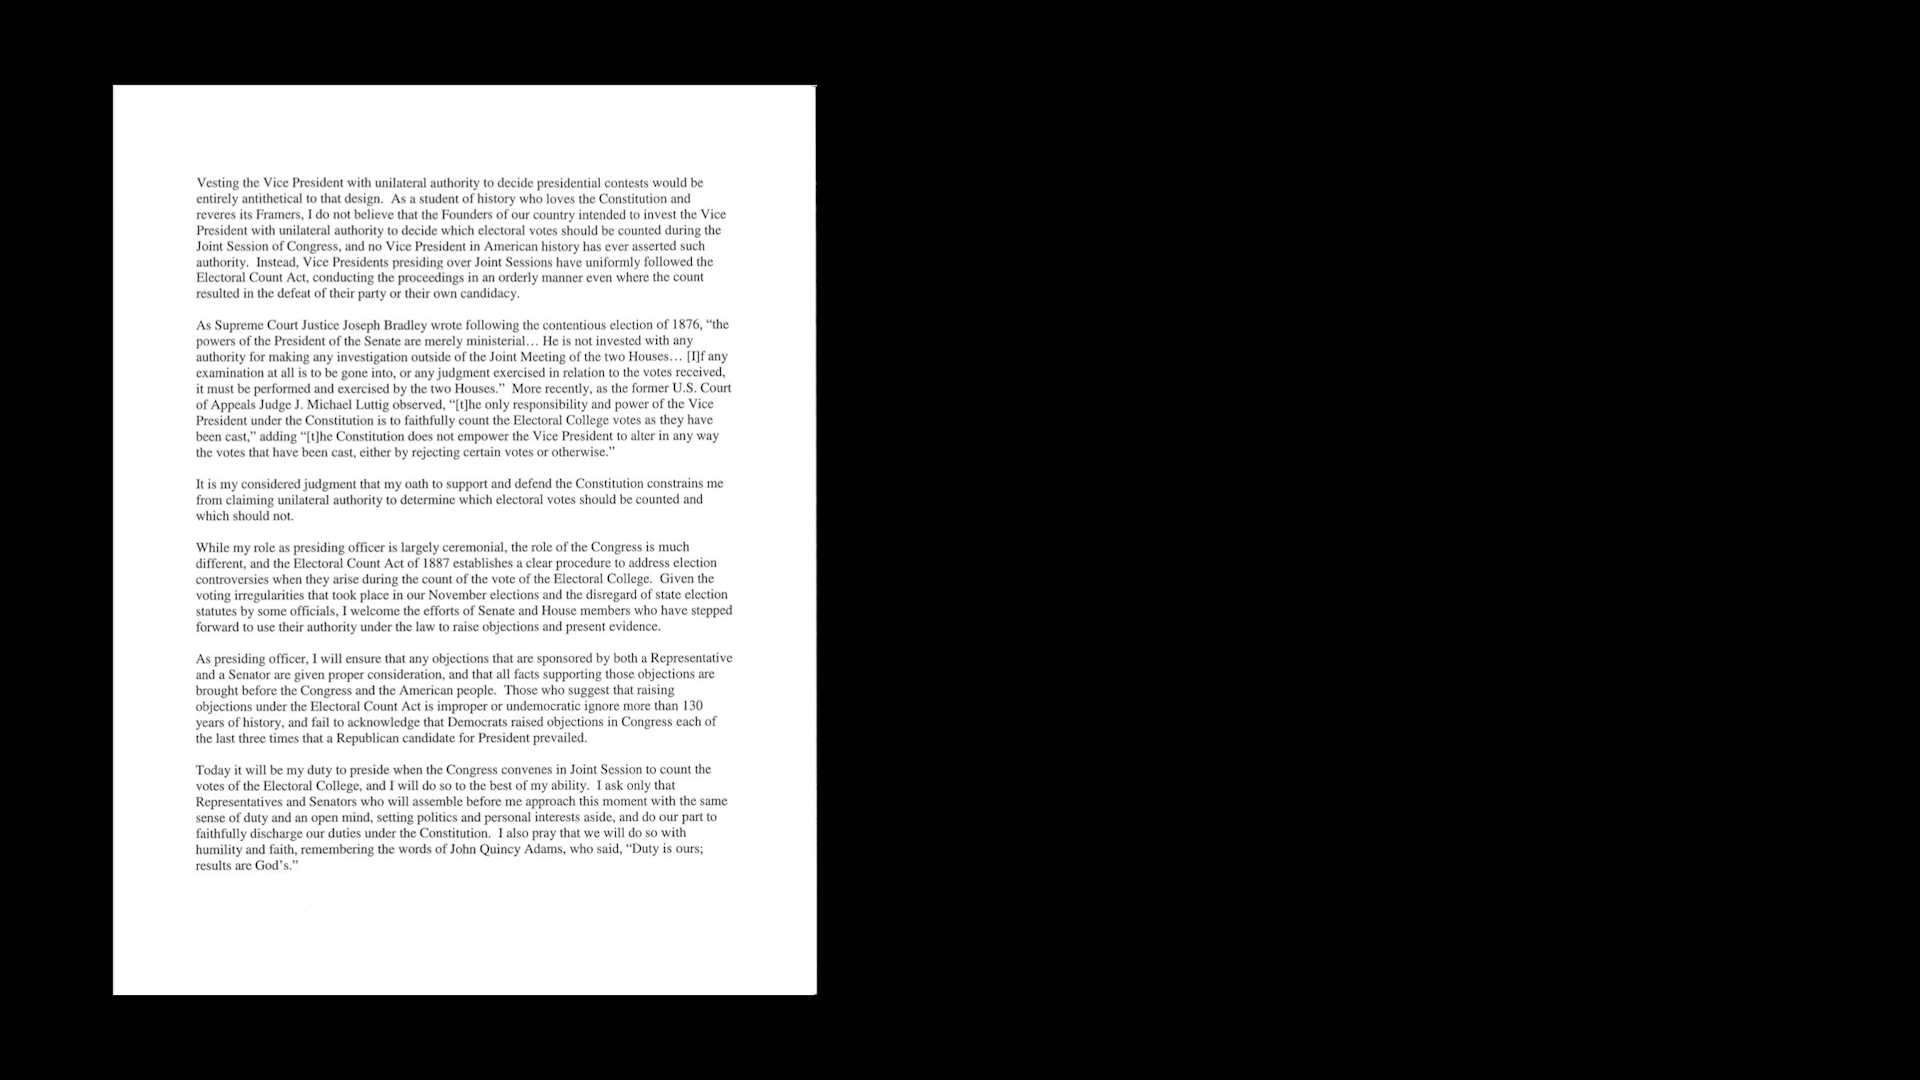 Vesting the Vice President with unilateral authority to decide presidential contests would be
entirely antithetical to that design.  As a student of history who loves the Constitution and
reveres its Framers, I do not believe that the Founders of our country intended to invest the Vice
President with unilateral authority to decide which electoral votes should be counted during the
Joint Session of Congress, and no Vice President in American history has ever asserted such
authority.  Instead, Vice Presidents presiding over Joint Sessions have uniformly followed the
Electoral Count Act, conducting the proceedings in an orderly manner even where the count
resulted in the defeat of their party or their own candidacy.

As Supreme Court Justice Joseph Bradley wrote following the contentious election of 1876, “the
powers of the President of the Senate are merely ministerial… He is not invested with any
authority for making any investigation outside of the Joint Meeting of the two Houses… [I]f any
examination at all is to be gone into, or any judgment exercised in relation to the votes received,
it must be performed and exercised by the two Houses.”  More recently, as the former U.S. Court
of Appeals Judge J. Michael Luttig observed, “[t]he only responsibility and power of the Vice
President under the Constitution is to faithfully count the Electoral College votes as they have
been cast,” adding “[t]he Constitution does not empower the Vice President to alter in any way
the votes that have been cast, either by rejecting certain votes or otherwise.”

It is my considered judgment that my oath to support and defend the Constitution constrains me
from claiming unilateral authority to determine which electoral votes should be counted and
which should not.

While my role as presiding officer is largely ceremonial, the role of the Congress is much
different, and the Electoral Count Act of 1887 establishes a clear procedure to address election
controversies when they arise during the count of the vote of the Electoral College.  Given the
voting irregularities that took place in our November elections and the disregard of state election
statutes by some officials, I welcome the efforts of Senate and House members who have stepped
forward to use their authority under the law to raise objections and present evidence.

As presiding officer, I will ensure that any objections that are sponsored by both a Representative
and a Senator are given proper consideration, and that all facts supporting those objections are
brought before the Congress and the American people.  Those who suggest that raising
objections under the Electoral Count Act is improper or undemocratic ignore more than 130
years of history, and fail to acknowledge that Democrats raised objections in Congress each of
the last three times that a Republican candidate for President prevailed.

Today it will be my duty to preside when the Congress convenes in Joint Session to count the
votes of the Electoral College, and I will do so to the best of my ability.  I ask only that
Representatives and Senators who will assemble before me approach this moment with the same
sense of duty and an open mind, setting politics and personal interests aside, and do our part to
faithfully discharge our duties under the Constitution.  I also pray that we will do so with
humility and faith, remembering the words of John Quincy Adams, who said, “Duty is ours;
results are God’s.”